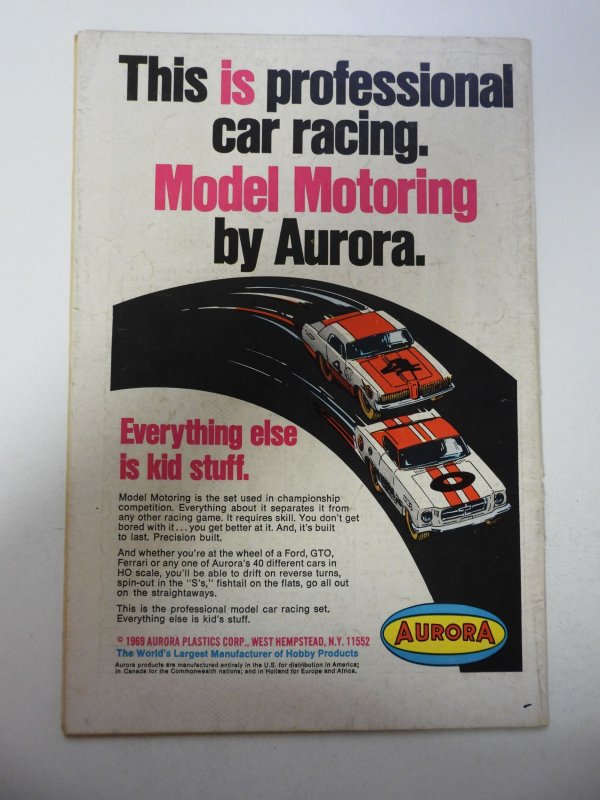 This is professional
car racing.
Model Motoring
by Aurora.
4
0
Everything else
is kid stuff.
Model Motoring is the set used in championship
competition. Everything about it separates it from
any other racing game. It requires skill. You don't get
bored with it... you get better at it. And, it's built
to last. Precision built.
And whether you're at the wheel of a Ford, GTO,
Ferrari or any one of Aurora's 40 different cars in
HO scale, you'll be able to drift on reverse turns,
spin-out in the "S's," fishtail on the flats, go all out
on the straightaways.
This is the professional model car racing set.
Everything else is kid's stuff.
© 1969 AURORA PLASTICS CORP., WEST HEMPSTEAD, N.Y. 11552
The World's Largest Manufacturer of Hobby Products
Aurora products are manufactured entirely in the U.S. for distribution in America;
in Canada for the Commonwealth nations; and in Holland for Europe and Africa.
AURORA